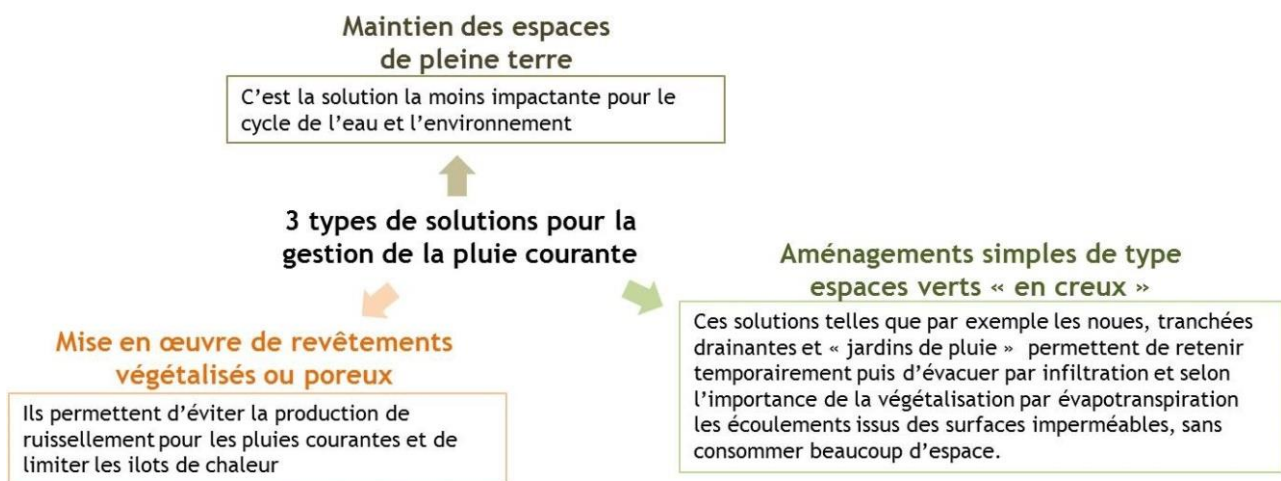 Maintien des espaces
de pleine terre
C'est la solution la moins impactante pour le
cycle de l'eau et l'environnement
3 types de solutions pour la
gestion de la pluie courante
Mise en œuvre de revêtements
végétalisés ou poreux
Ils permettent d'éviter la production de
ruissellement pour les pluies courantes et de
limiter les ilots de chaleur
Aménagements simples de type
espaces verts « en creux »
Ces solutions telles que par exemple les noues, tranchées
drainantes et « jardins de pluie » permettent de retenir
temporairement puis d'évacuer par infiltration et selon
l'importance de la végétalisation par évapotranspiration
les écoulements issus des surfaces imperméables, sans
consommer beaucoup d'espace.